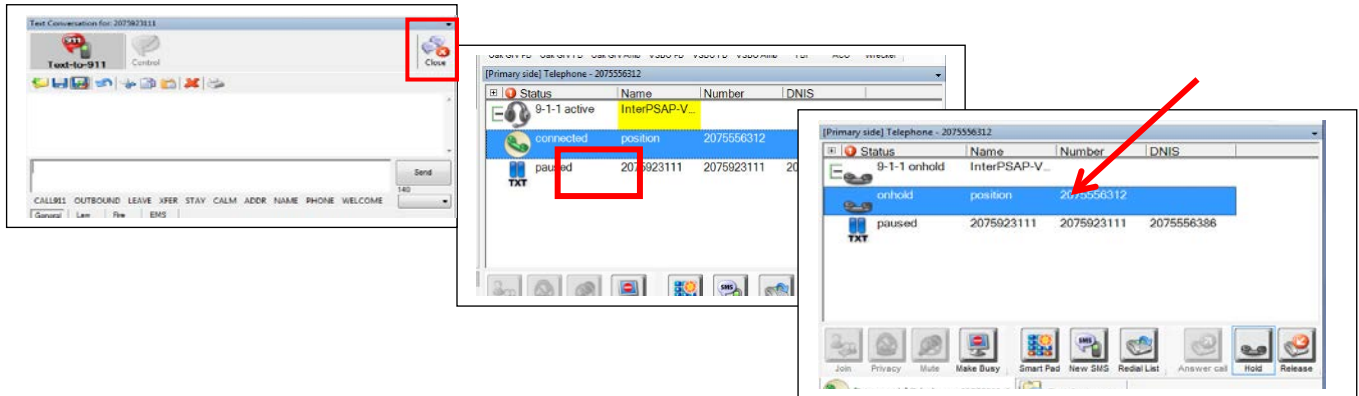 Text Conversation for: 2075923111
911
Text-to-911 Control Close
Send
140
CALL911 OUTBOUND LEAVE XFER STAY CALM ADDR NAME PHONE WELCOME
General Law Fire EMS
[Primary side] Telephone - 2075556312
Status Name Number DNIS
9-1-1 active InterPSAP-V...
connected position 2075556312
paused 2075923111 2075923111 20
TXT
SMS
[Primary side] Telephone - 2075556312
Status Name Number DNIS
9-1-1 onhold InterPSAP-V...
onhold position 2075556312
paused 2075923111 2075923111 2075556386
TXT
SMS
Join Privacy Mute Make Busy Smart Pad New SMS Redial List Answer call Hold Release